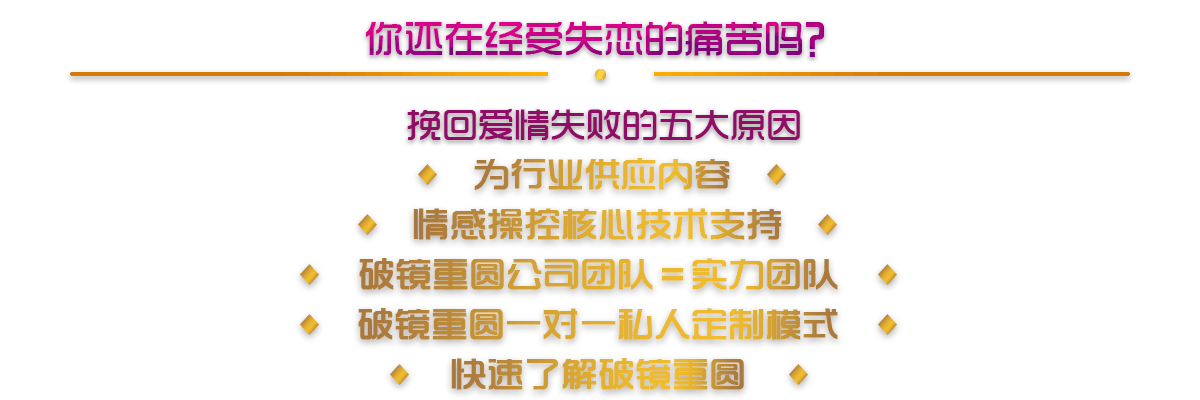 你还在经受失恋的痛苦吗?
挽回爱情失败的五大原因
为行业供应内容
情感操控核心技术支持
破镜重圆公司团队=实力团队
破镜重圆一对一私人定制模式
快速了解破镜重圆